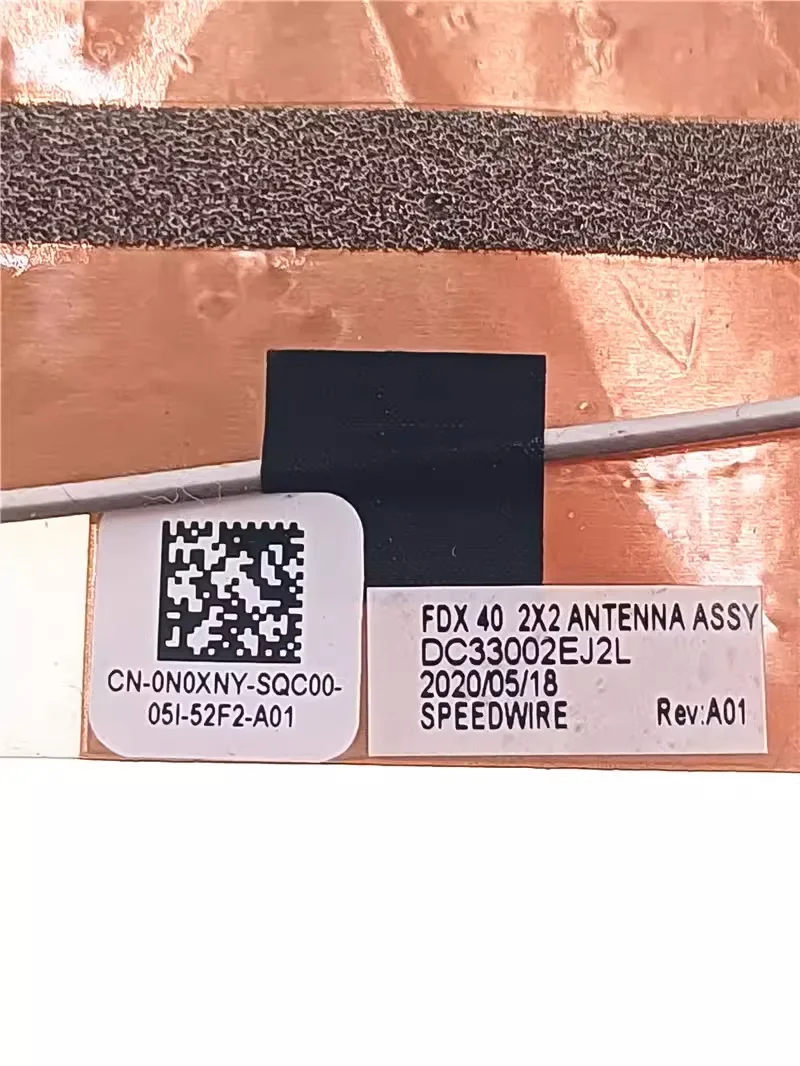 CN-0N0XNY-SQC00-
05I-52F2-A01
FDX 40 2X2 ANTENNA ASSY
DC33002EJ2L
2020/05/18
SPEEDWIRE Rev:A01